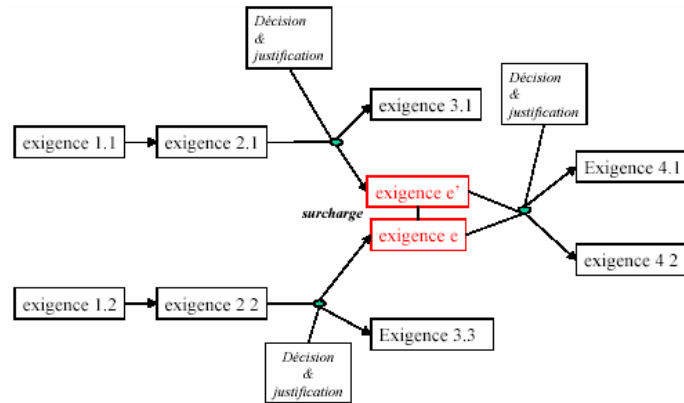 Décision
&
justification
Décision
&
justification
exigence 3.1
exigence 1.1
exigence 2.1
Exigence 4.1
exigence e’
surcharge
exigence e
exigence 4 2
exigence 1.2
exigence 2 2
Exigence 3.3
Décision
&
justification